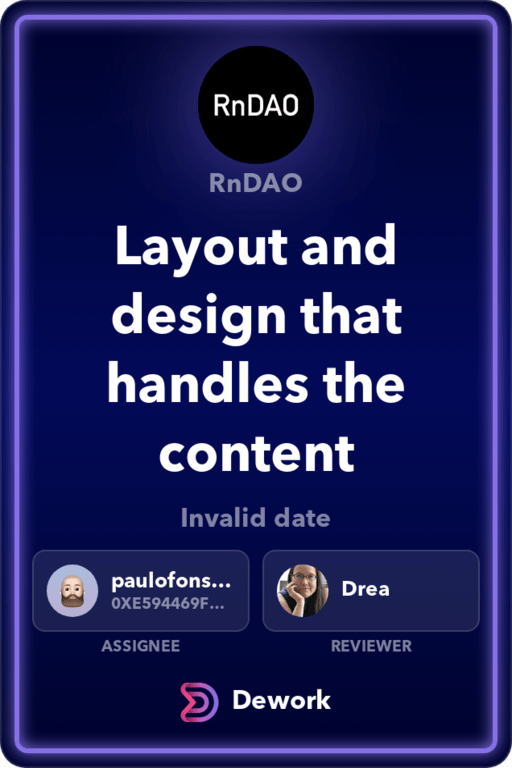 RnDAO
RnDAO
Layout and
design that
handles the
content
Invalid date
paulofons...
0XE594469F...
Drea
ASSIGNEE
REVIEWER
Dework